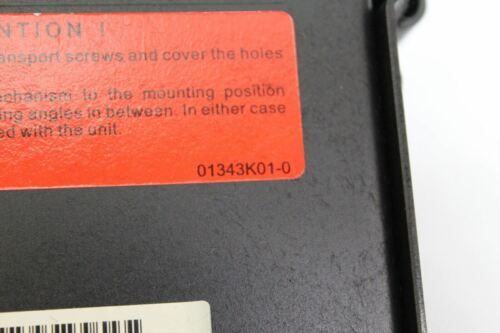 NTION !
ansport screws and cover the holes
echanism to the mounting position
ing angles in between. In either case
ed with the unit.
01343K01-0